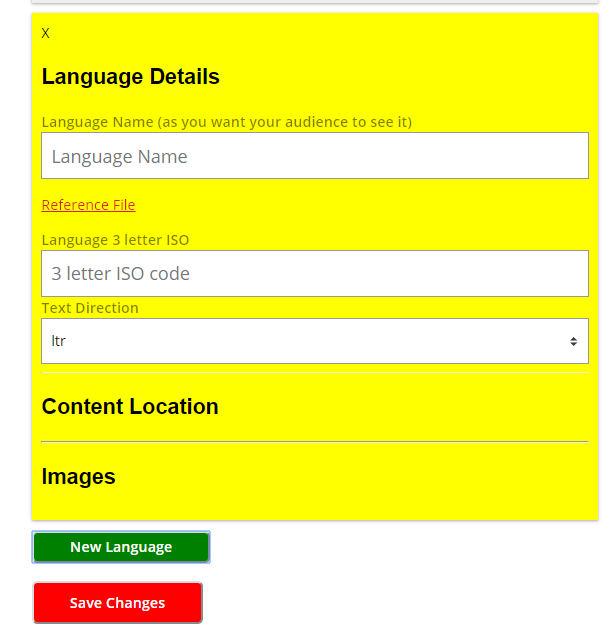 X
Language Details
Language Name (as you want your audience to see it)
Language Name
Reference File
Language 3 letter ISO
3 letter ISO code
Text Direction
ltr
Content Location
Images
New Language
Save Changes